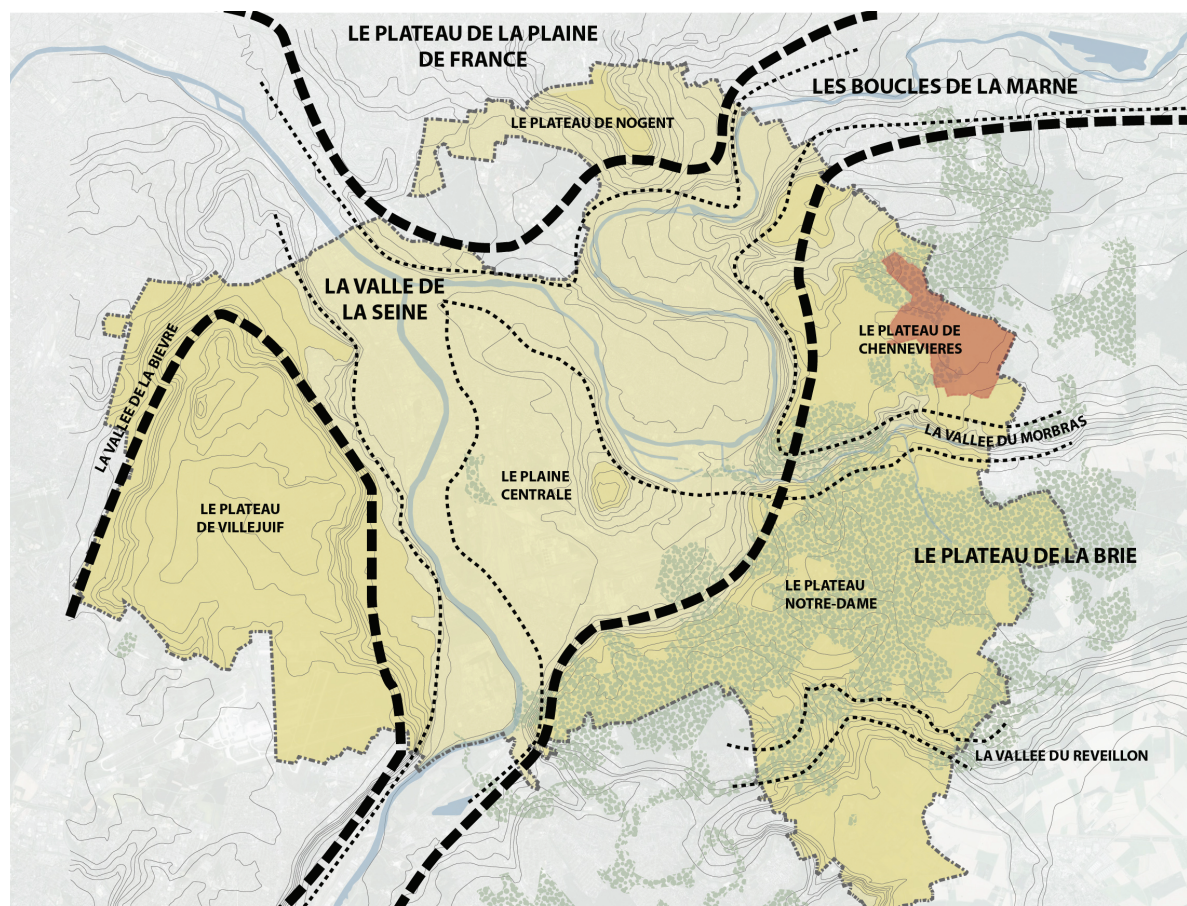 LE PLATEAU DE LA PLAINE
DE FRANCE
LES BOUCLES DE LA MARNE
LE PLATEAU DE NOGENT
LA VALLE DE
LA SEINE
LE PLATEAU DE
CHENNEVIERES
LA VALLEE DE LA BIEVRE
LA VALLEE DU MORBRAS
LE PLAINE
CENTRALE
LE PLATEAU
DE VILLEJUIF
LE PLATEAU DE LA BRIE
LE PLATEAU
NOTRE-DAME
LA VALLEE DU REVEILLON